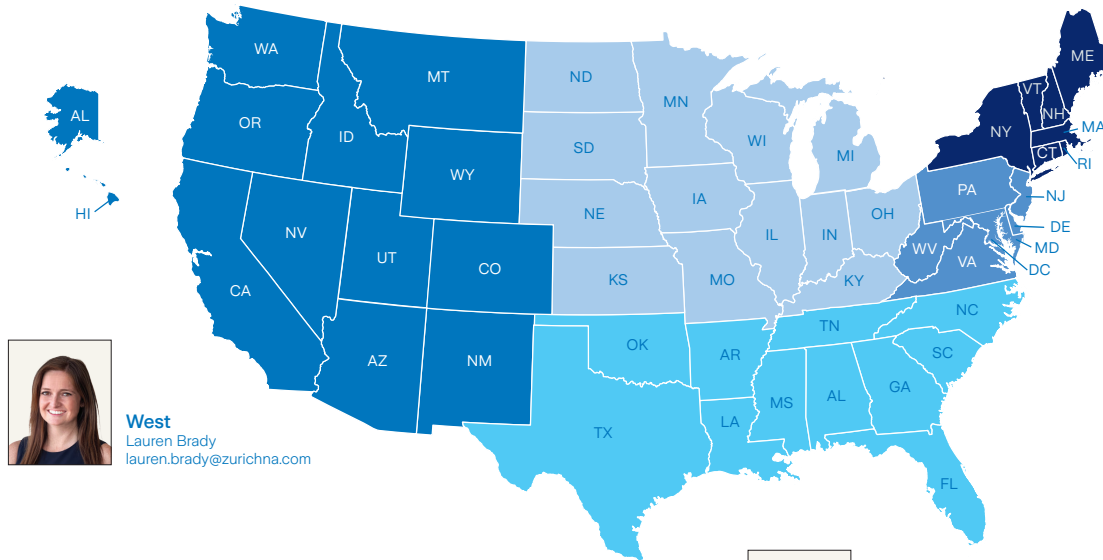 WA
MT
ND
MN
ME
VT
NH
AL
OR
ID
SD
WI
MI
NY
MA
CT
RI
WY
NE
IA
PA
NJ
HI
NV
UT
CO
IL
IN
OH
WV
VA
DE
MD
DC
CA
KS
MO
KY
AZ
NM
OK
AR
TN
NC
SC
TX
LA
MS
AL
GA
FL
West
Lauren Brady
lauren.brady@zurichna.com